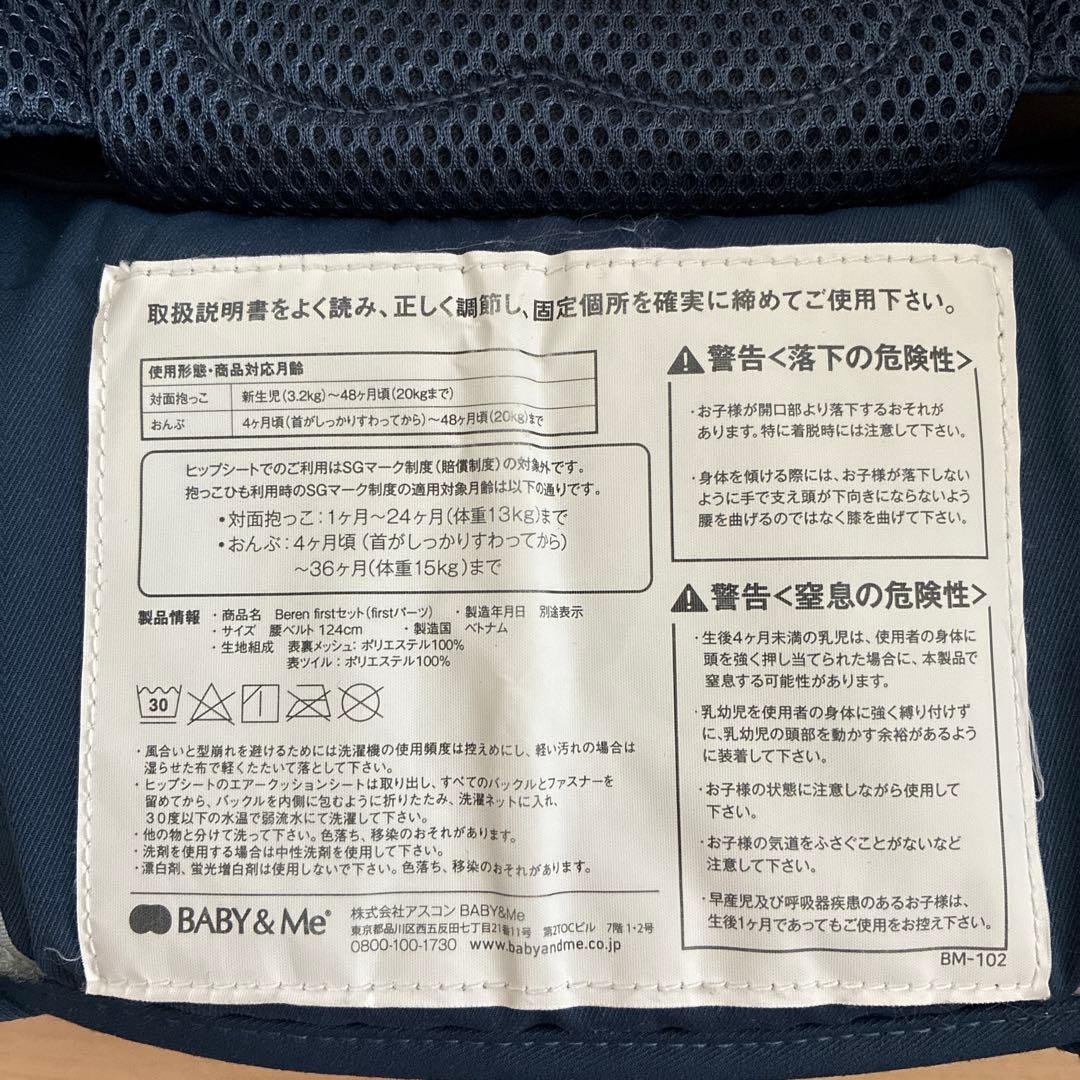 取扱説明書をよく読み、正しく調節し、固定個所を確実に締めてご使用下さい。
使用形態・商品対応月齢
対面抱っこ 新生児(3.2kg)～48ヶ月頃(20kgまで)
おんぶ 4ヶ月頃(首がしっかりすわってから)～48ヶ月頃(20kg)まで
ヒップシートでのご利用はSGマーク制度(賠償制度)の対象外です。
抱っこひも利用時のSGマーク制度の適用対象月齢は以下の通りです。
・対面抱っこ：1ヶ月～24ヶ月(体重13kg)まで
・おんぶ：4ヶ月頃(首がしっかりすわってから)
～36ヶ月(体重15kg)まで
製品情報 ・商品名 Beren firstセット(firstパーツ) ・製造年月日 別途表示
・サイズ 腰ベルト 124cm ・製造国 ベトナム
・生地組成 表裏メッシュ：ポリエステル100%
表ツイル：ポリエステル100%
30
・風合いと型崩れを避けるためには洗濯機の使用頻度は控えめにし、軽い汚れの場合は
湿らせた布で軽くたたいて落として下さい。
・ヒップシートのエアークッションシートは取り出し、すべてのバックルとファスナーを
留めてから、バックルを内側に包むように折りたたみ、洗濯ネットに入れ、
30度以下の水温で弱流水にて洗濯して下さい。
・他の物と分けて洗って下さい。色落ち、移染のおそれがあります。
・洗剤を使用する場合は中性洗剤を使用して下さい。
・漂白剤、蛍光増白剤は使用しないで下さい。色落ち、移染のおそれがあります。
BABY&Me®
株式会社アスコン BABY&Me
東京都品川区西五反田七丁目21番11号 第2TOCビル 7階1・2号
0800-100-1730 www.babyandme.co.jp
警告<落下の危険性>
・お子様が開口部より落下するおそれが
あります。特に着脱時には注意して下さい。
・身体を傾ける際には、お子様が落下しない
ように手で支え頭が下向きにならないよう
腰を曲げるのではなく膝を曲げて下さい。
警告<窒息の危険性>
・生後4ヶ月未満の乳児は、使用者の身体に
頭を強く押し当てられた場合に、本製品で
窒息する可能性があります。
・乳幼児を使用者の身体に強く縛り付けず
に、乳幼児の頭部を動かす余裕があるよう
に装着して下さい。
・お子様の状態に注意しながら使用して
下さい。
・お子様の気道をふさぐことがないなど
注意して下さい。
・早産児及び呼吸器疾患のあるお子様は、
生後1ヶ月であってもご使用をお控え下さい。
BM-102